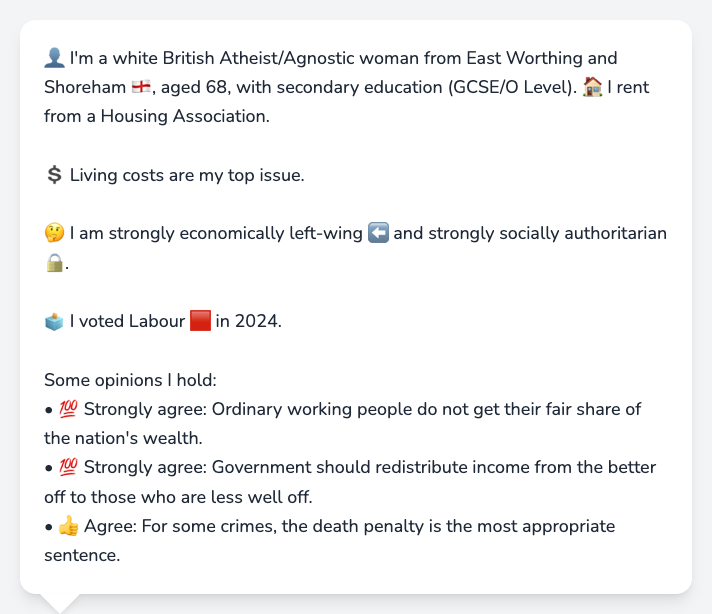 👤 I'm a white British Atheist/Agnostic woman from East Worthing and
Shoreham 🏴󠁧󠁢󠁥󠁮󠁧󠁿, aged 68, with secondary education (GCSE/O Level). 🏠 I rent
from a Housing Association.
💲 Living costs are my top issue.
🤔 I am strongly economically left-wing ⬅️ and strongly socially authoritarian
🔒.
🗳️ I voted Labour 🟥 in 2024.
Some opinions I hold:
• 💯 Strongly agree: Ordinary working people do not get their fair share of
the nation's wealth.
• 💯 Strongly agree: Government should redistribute income from the better
off to those who are less well off.
• 👍 Agree: For some crimes, the death penalty is the most appropriate
sentence.